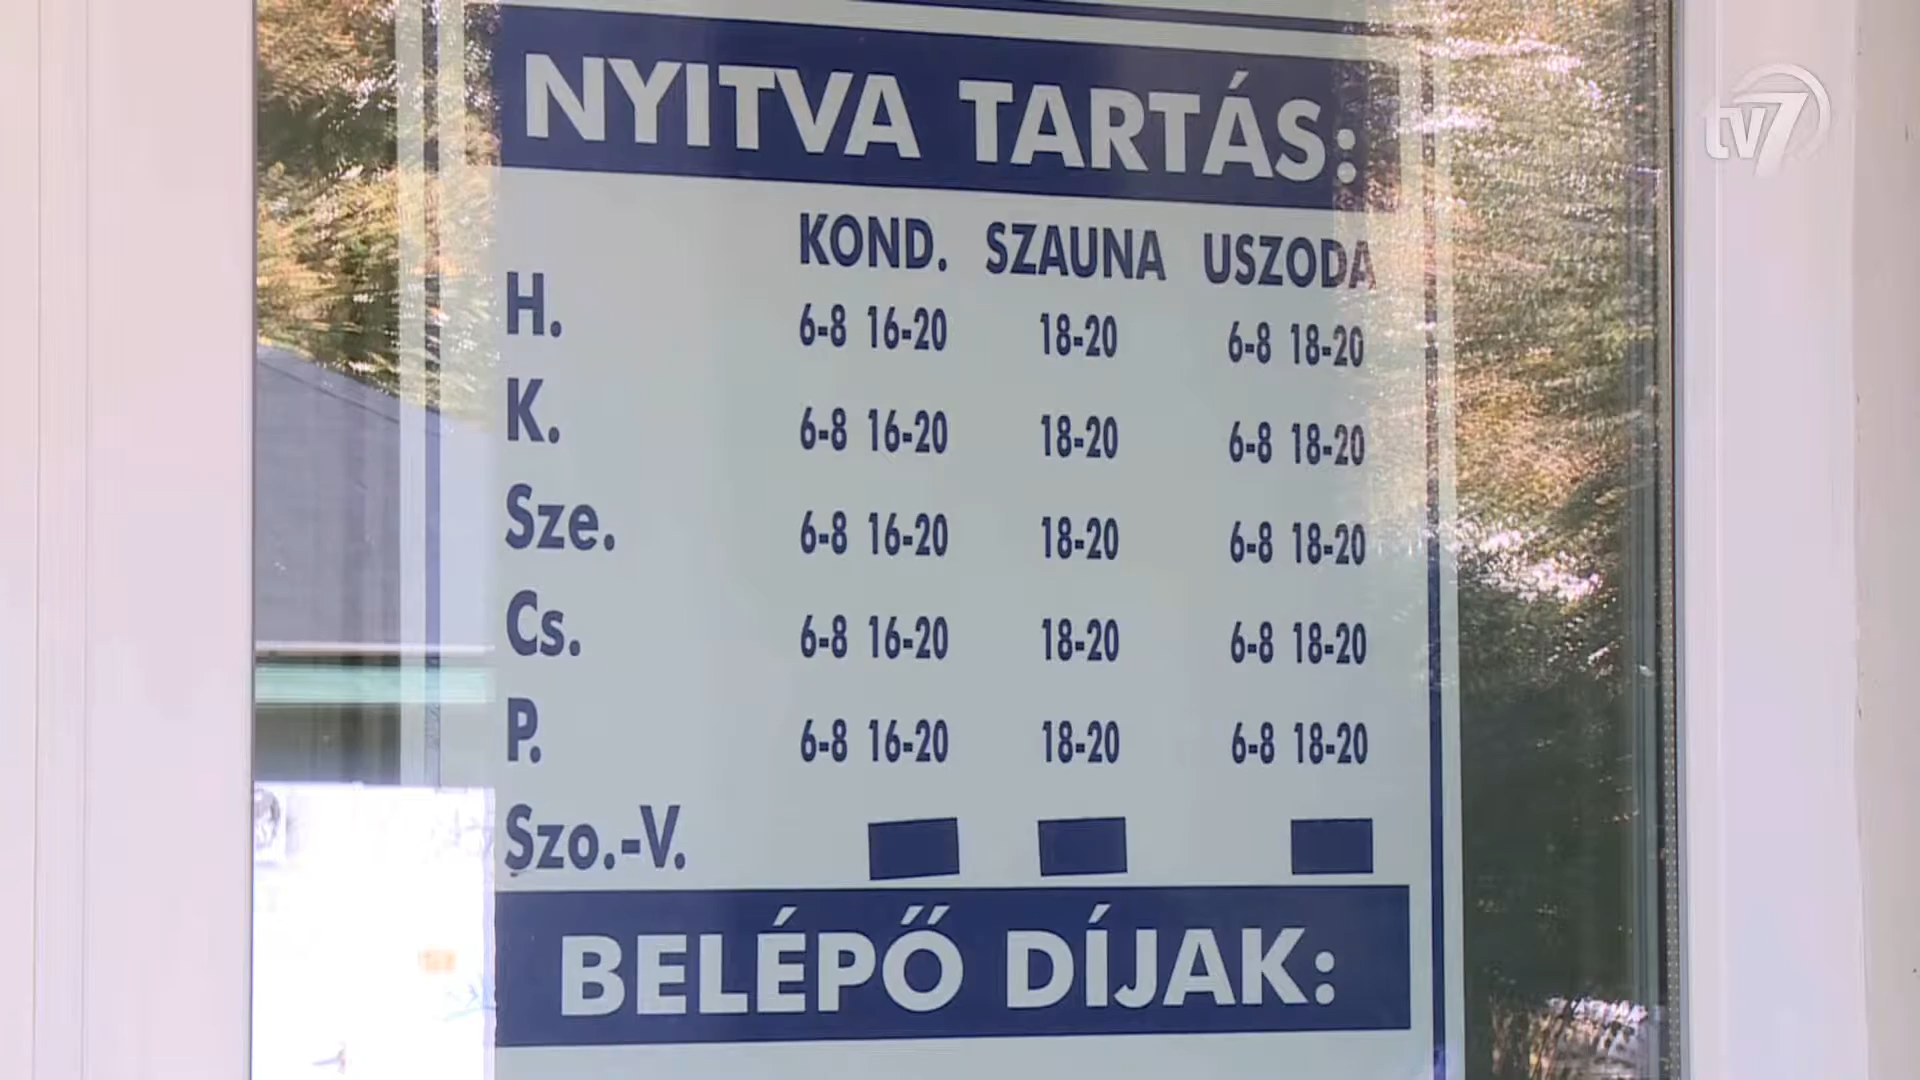 tv7
NYITVA TARTÁS:
KOND. SZAUNA USZODA
H. 6-8 16-20 18-20 6-8 18-20
K. 6-8 16-20 18-20 6-8 18-20
Sze. 6-8 16-20 18-20 6-8 18-20
Cs. 6-8 16-20 18-20 6-8 18-20
P. 6-8 16-20 18-20 6-8 18-20
Szo.-V.
BELÉPŐ DÍJAK: